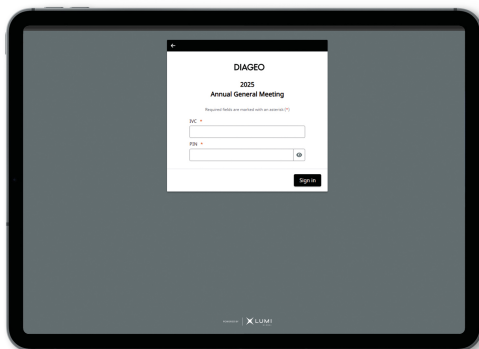 DIAGEO
2025
Annual General Meeting
Required fields are marked with an asterisk (*)
IVC *
PIN *
Sign in
LUMI